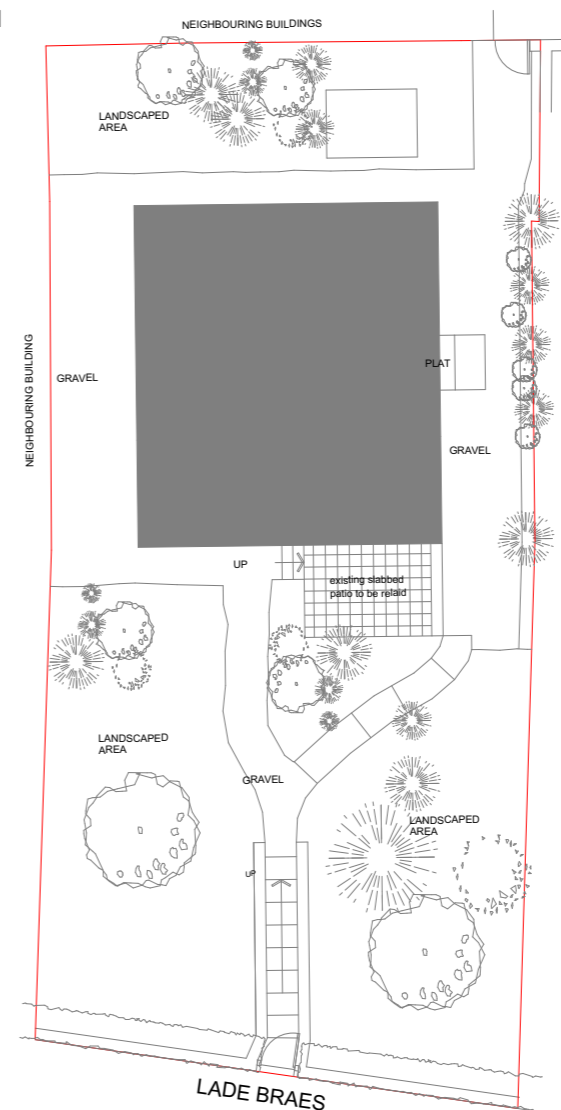 NEIGHBOURING BUILDINGS
LANDSCAPED
AREA
NEIGHBOURING BUILDING
GRAVEL
PLAT
GRAVEL
UP
existing slabbed
patio to be relaid
LANDSCAPED
AREA
GRAVEL
LANDSCAPED
AREA
UP
LADE BRAES